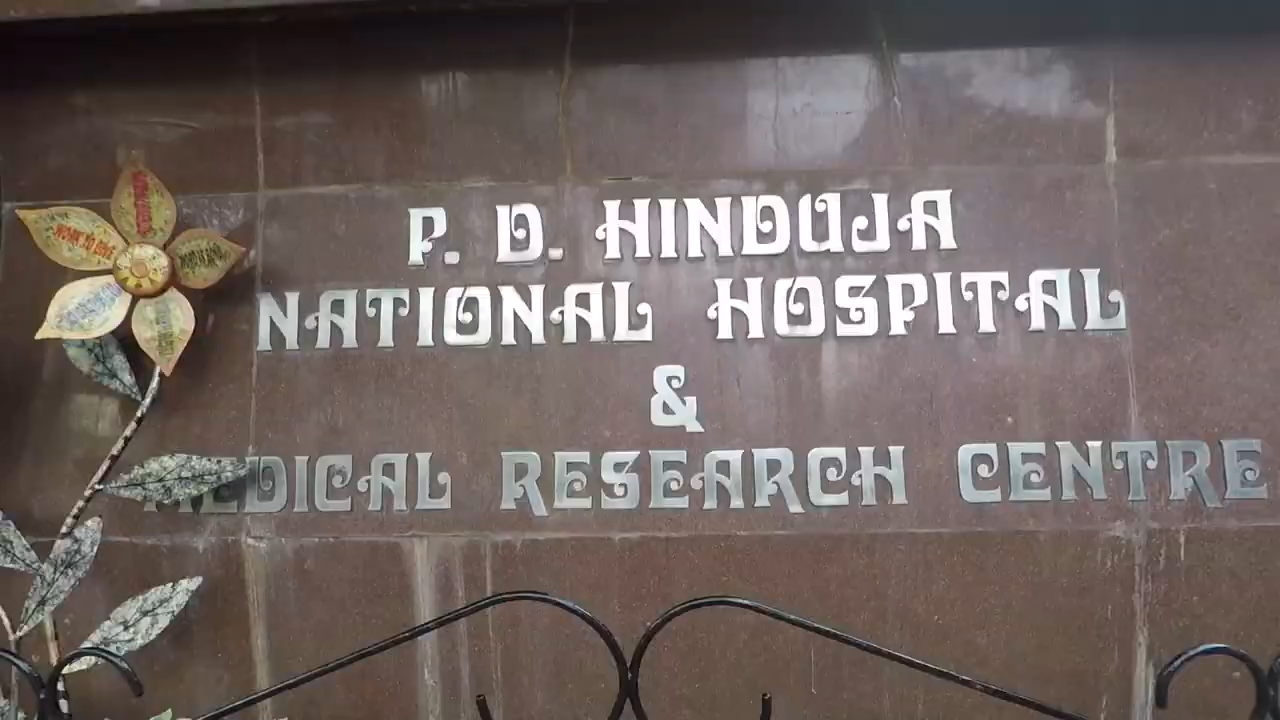 P. D. HINDUJA
NATIONAL HOSPITAL
&
MEDICAL RESEARCH CENTRE